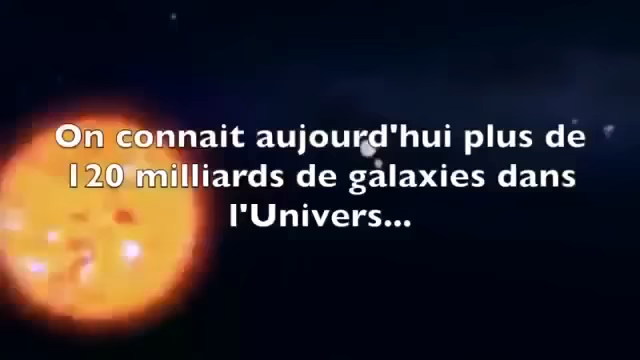 On connait aujourd'hui plus de
120 milliards de galaxies dans
l'Univers...